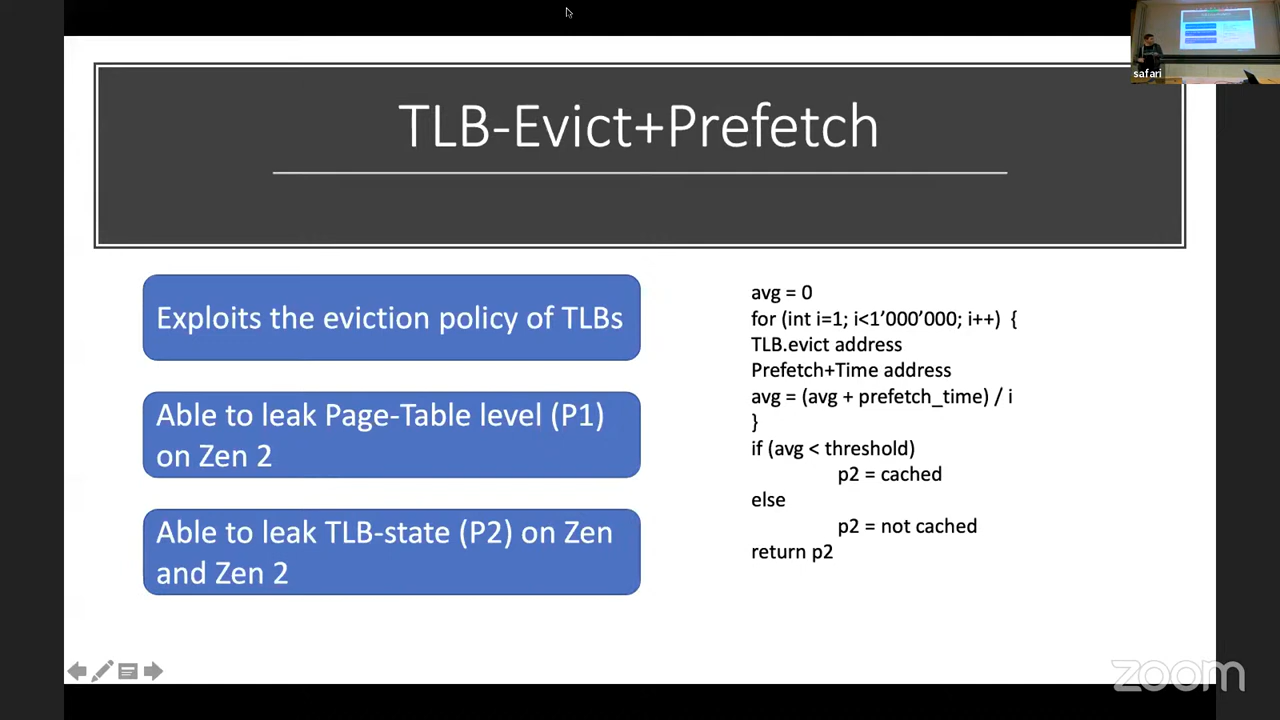 safari
TLB-Evict+Prefetch
Exploits the eviction policy of TLBs
Able to leak Page-Table level (P1)
on Zen 2
Able to leak TLB-state (P2) on Zen
and Zen 2
avg = 0
for (int i=1; i<1’000’000; i++) {
TLB.evict address
Prefetch+Time address
avg = (avg + prefetch_time) / i
}
if (avg < threshold)
p2 = cached
else
p2 = not cached
return p2
zoom